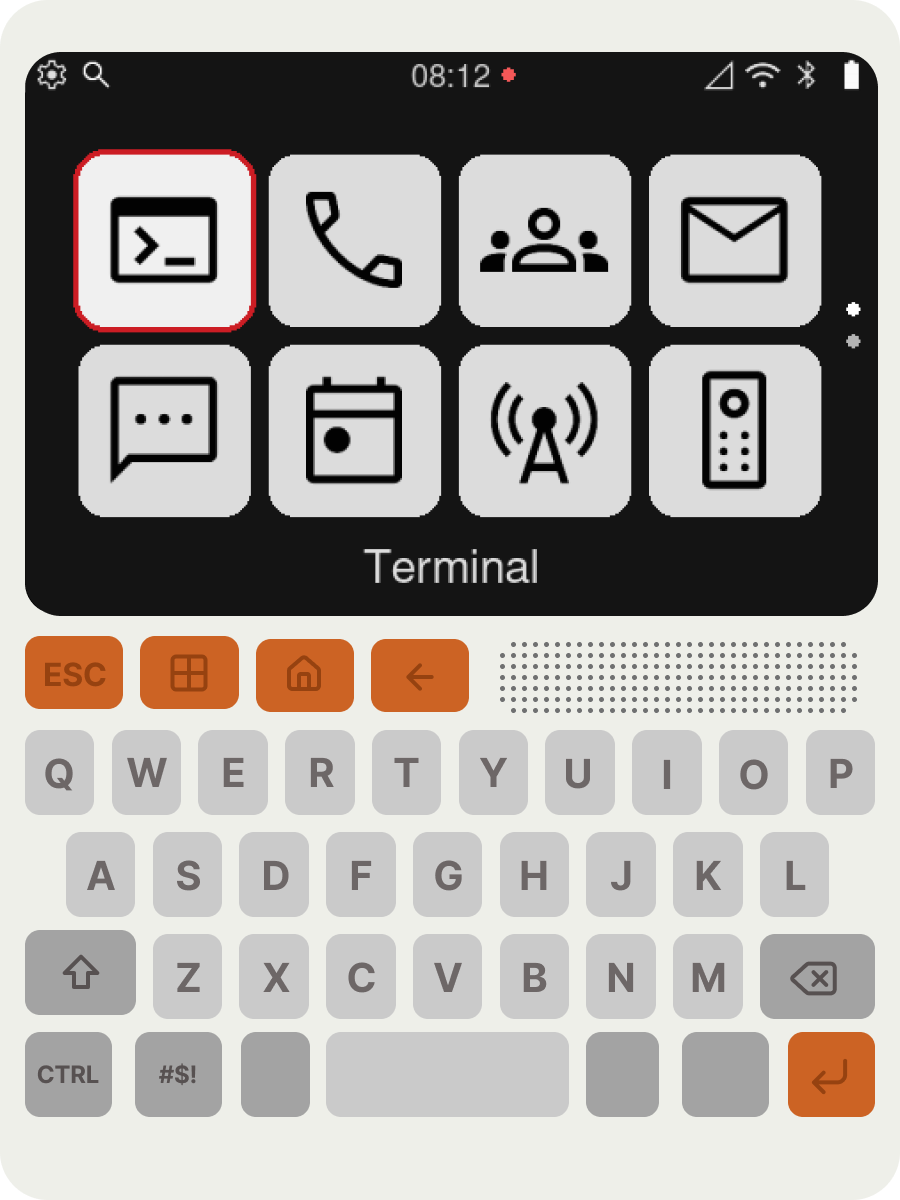 08:12
Terminal
ESC
Q W E R T Y U I O P
A S D F G H J K L
Z X C V B N M
CTRL #$!